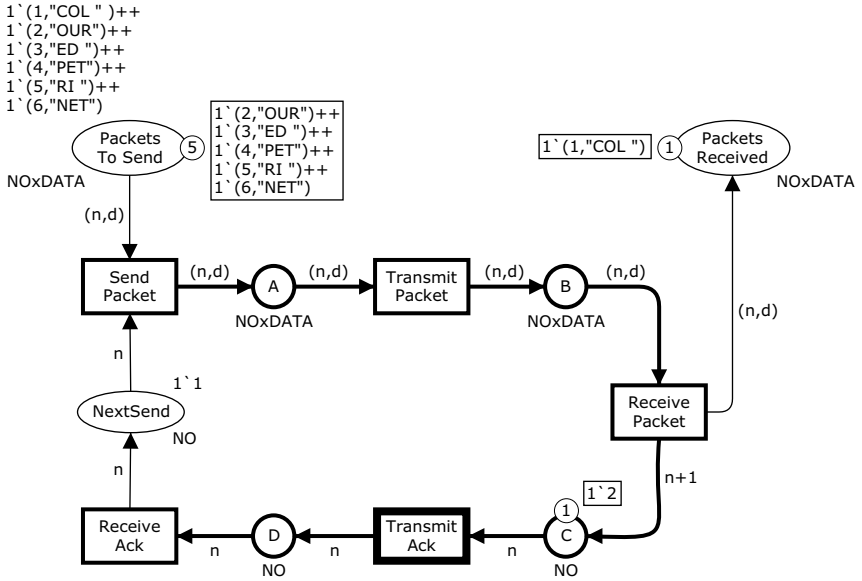 1`(1,"COL ")++
1`(2,"OUR")++
1`(3,"ED ")++
1`(4,"PET")++
1`(5,"RI ")++
1`(6,"NET")
Packets
To Send
5
1`(2,"OUR")++
1`(3,"ED ")++
1`(4,"PET")++
1`(5,"RI ")++
1`(6,"NET")
NOxDATA
1`(1,"COL ")
1
Packets
Received
NOxDATA
(n,d)
Send
Packet
(n,d)
A
NOxDATA
(n,d)
Transmit
Packet
(n,d)
B
NOxDATA
(n,d)
(n,d)
n
1`1
NextSend
NO
Receive
Packet
n
n+1
1`2
1
Receive
Ack
n
D
NO
n
Transmit
Ack
n
C
NO